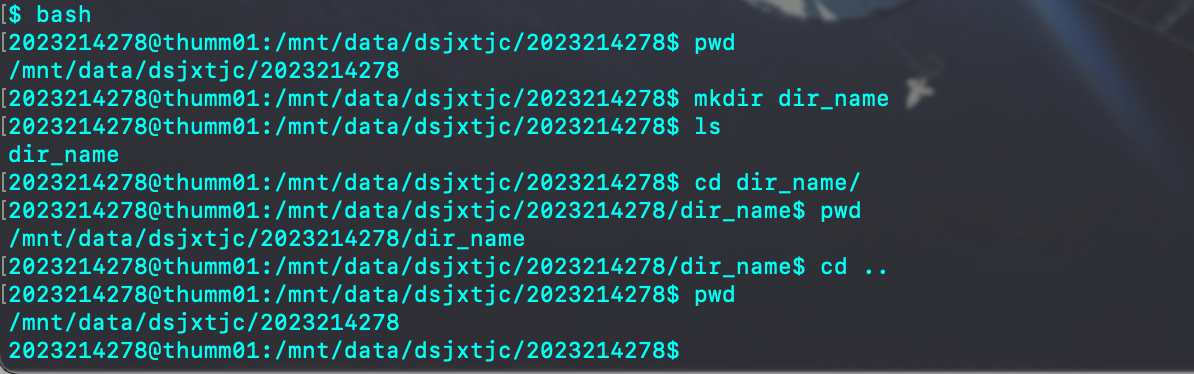 [$ bash
[2023214278@thumm01:/mnt/data/dsjxtjc/2023214278$ pwd
/mnt/data/dsjxtjc/2023214278
[2023214278@thumm01:/mnt/data/dsjxtjc/2023214278$ mkdir dir_name
[2023214278@thumm01:/mnt/data/dsjxtjc/2023214278$ ls
dir_name
[2023214278@thumm01:/mnt/data/dsjxtjc/2023214278$ cd dir_name/
[2023214278@thumm01:/mnt/data/dsjxtjc/2023214278/dir_name$ pwd
/mnt/data/dsjxtjc/2023214278/dir_name
[2023214278@thumm01:/mnt/data/dsjxtjc/2023214278/dir_name$ cd ..
[2023214278@thumm01:/mnt/data/dsjxtjc/2023214278$ pwd
/mnt/data/dsjxtjc/2023214278
2023214278@thumm01:/mnt/data/dsjxtjc/2023214278$